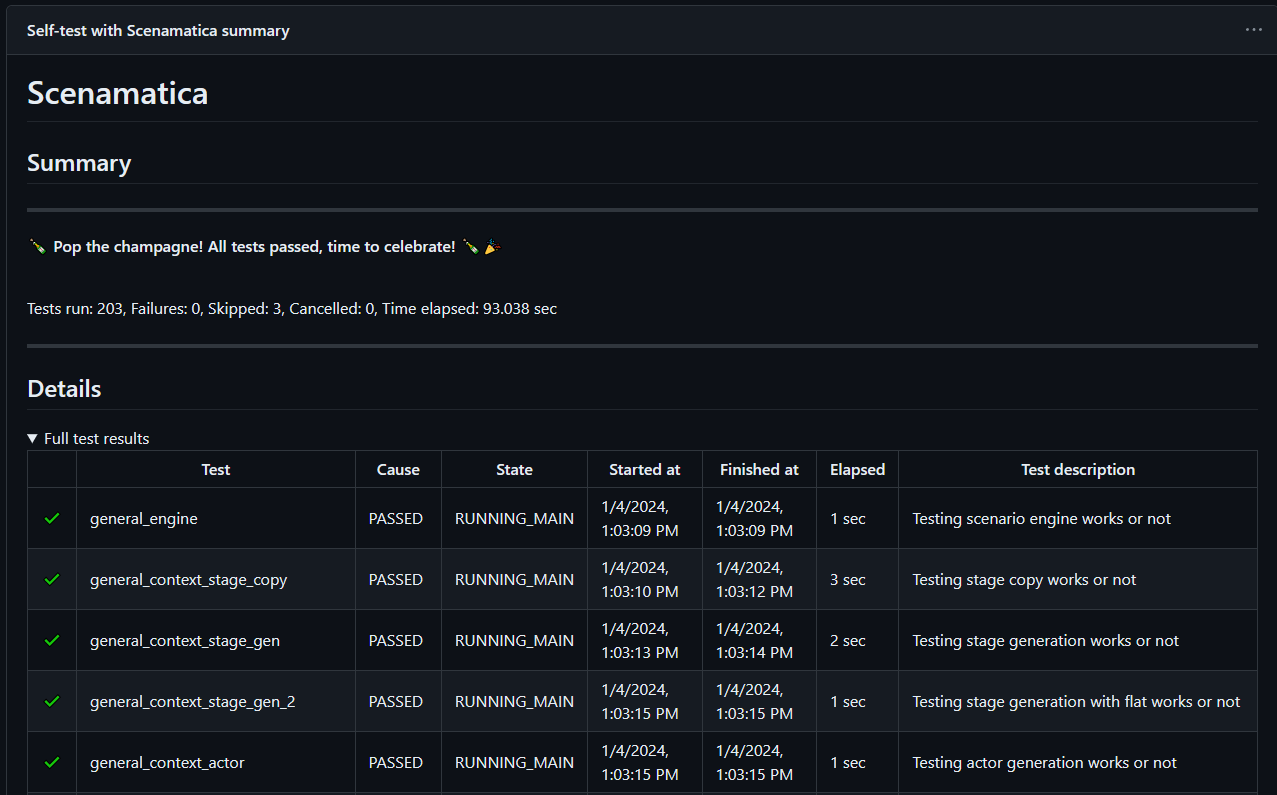 Self-test with Scenamatica summary
Scenamatica
Summary
🍾 Pop the champagne! All tests passed, time to celebrate! 🍾 🎉
Tests run: 203, Failures: 0, Skipped: 3, Cancelled: 0, Time elapsed: 93.038 sec
Details
▼ Full test results
Test Cause State Started at Finished at Elapsed Test description
✓ general_engine PASSED RUNNING_MAIN 1/4/2024, 1:03:09 PM 1/4/2024, 1:03:09 PM 1 sec Testing scenario engine works or not
✓ general_context_stage_copy PASSED RUNNING_MAIN 1/4/2024, 1:03:10 PM 1/4/2024, 1:03:12 PM 3 sec Testing stage copy works or not
✓ general_context_stage_gen PASSED RUNNING_MAIN 1/4/2024, 1:03:13 PM 1/4/2024, 1:03:14 PM 2 sec Testing stage generation works or not
✓ general_context_stage_gen_2 PASSED RUNNING_MAIN 1/4/2024, 1:03:15 PM 1/4/2024, 1:03:15 PM 1 sec Testing stage generation with flat works or not
✓ general_context_actor PASSED RUNNING_MAIN 1/4/2024, 1:03:15 PM 1/4/2024, 1:03:15 PM 1 sec Testing actor generation works or not